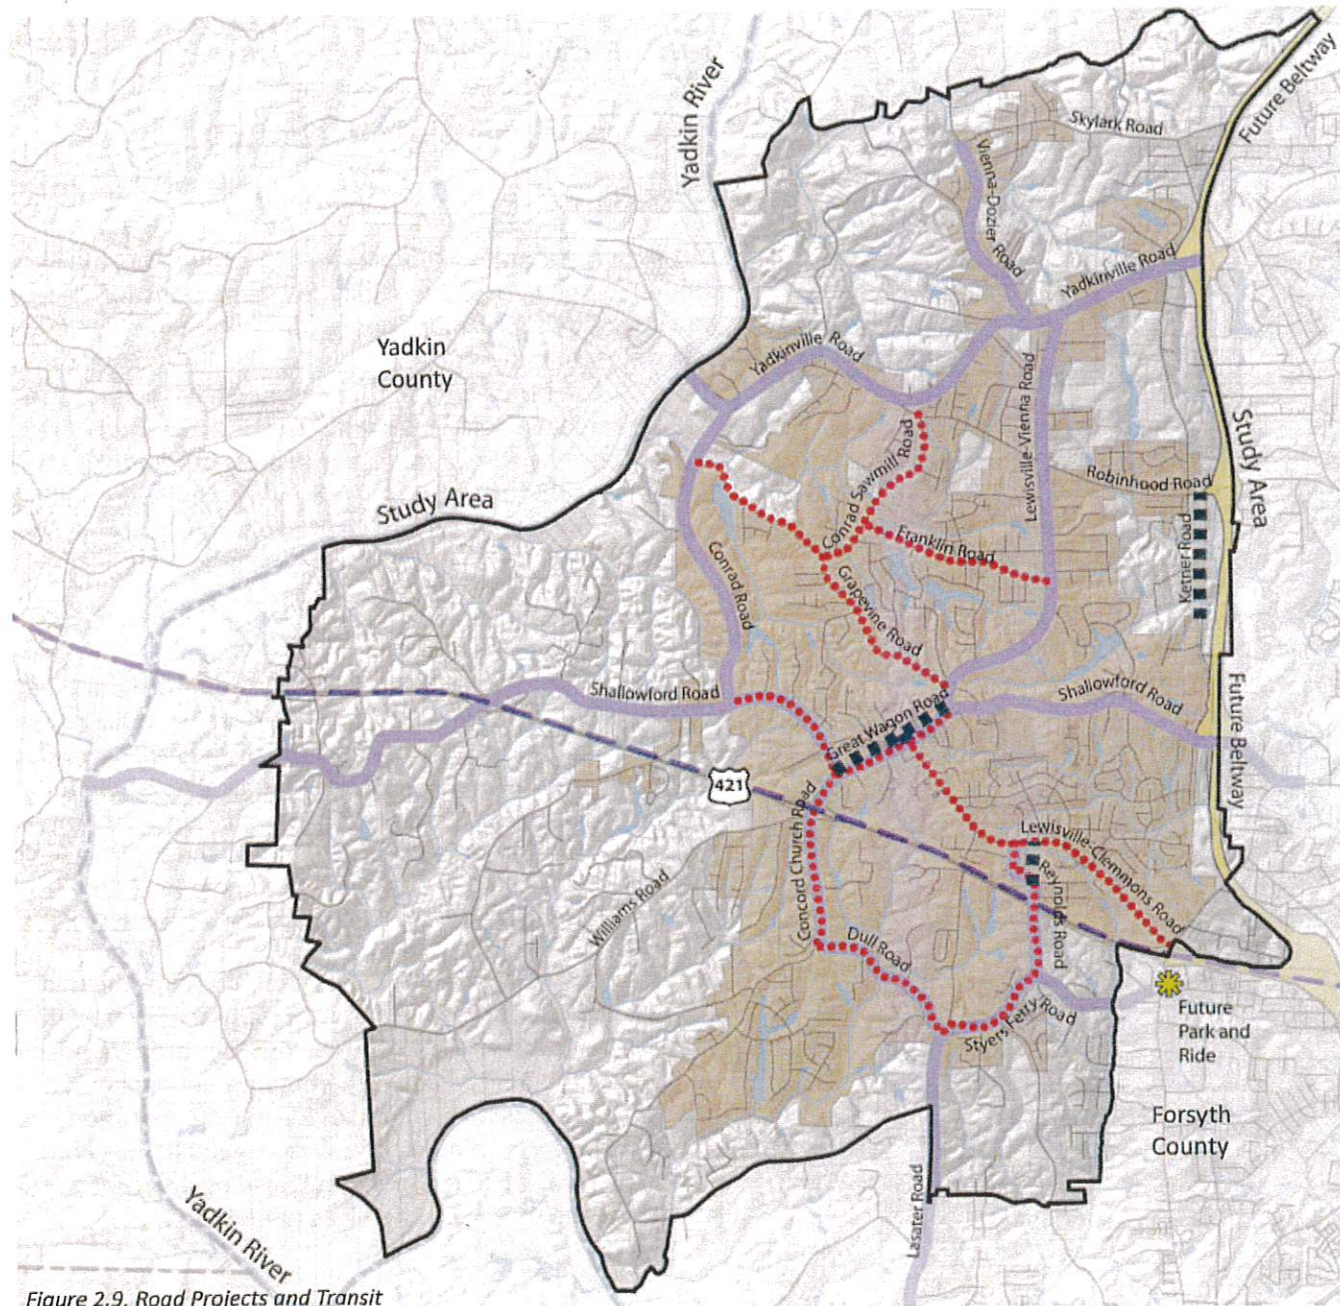 Yadkin River
Skylark Road
Future Beltway
Vienna-Dozier Road
Yadkinville Road
Yadkin
County
Yadkinville Road
Lewisville-Vienna Road
Study Area
Robinhood Road
Study Area
Conrad Sawmill Road
Franklin Road
Ketner Road
Conrad Road
Grapevine Road
Shallowford Road
Great Wagon Road
Shallowford Road
Future Beltway
421
Concord Church Road
Lewisville-Clemmons Road
Reynolds Road
Williams Road
Dull Road
Styers Ferry Road
Future
Park and
Ride
Forsyth
County
Lasater Road
Yadkin River
Figure 2.9. Road Projects and Transit